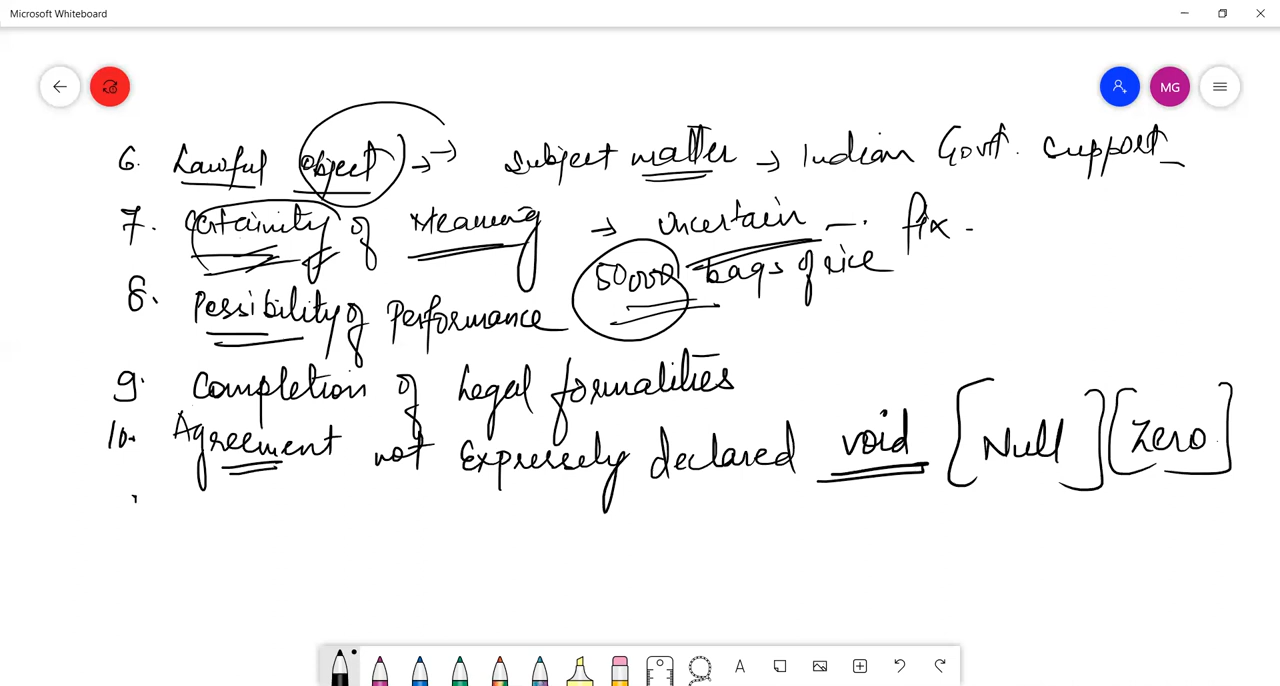 Microsoft Whiteboard
MG
6. Lawful object → → subject matter → Indian Govt. support
7. Certainity of Meaning → uncertain - . fix -
50000 bags of rice
8. Possibility of Performance
9. Completion of Legal formalities
10. Agreement not Expressely declared void [Null] [Zero]
A